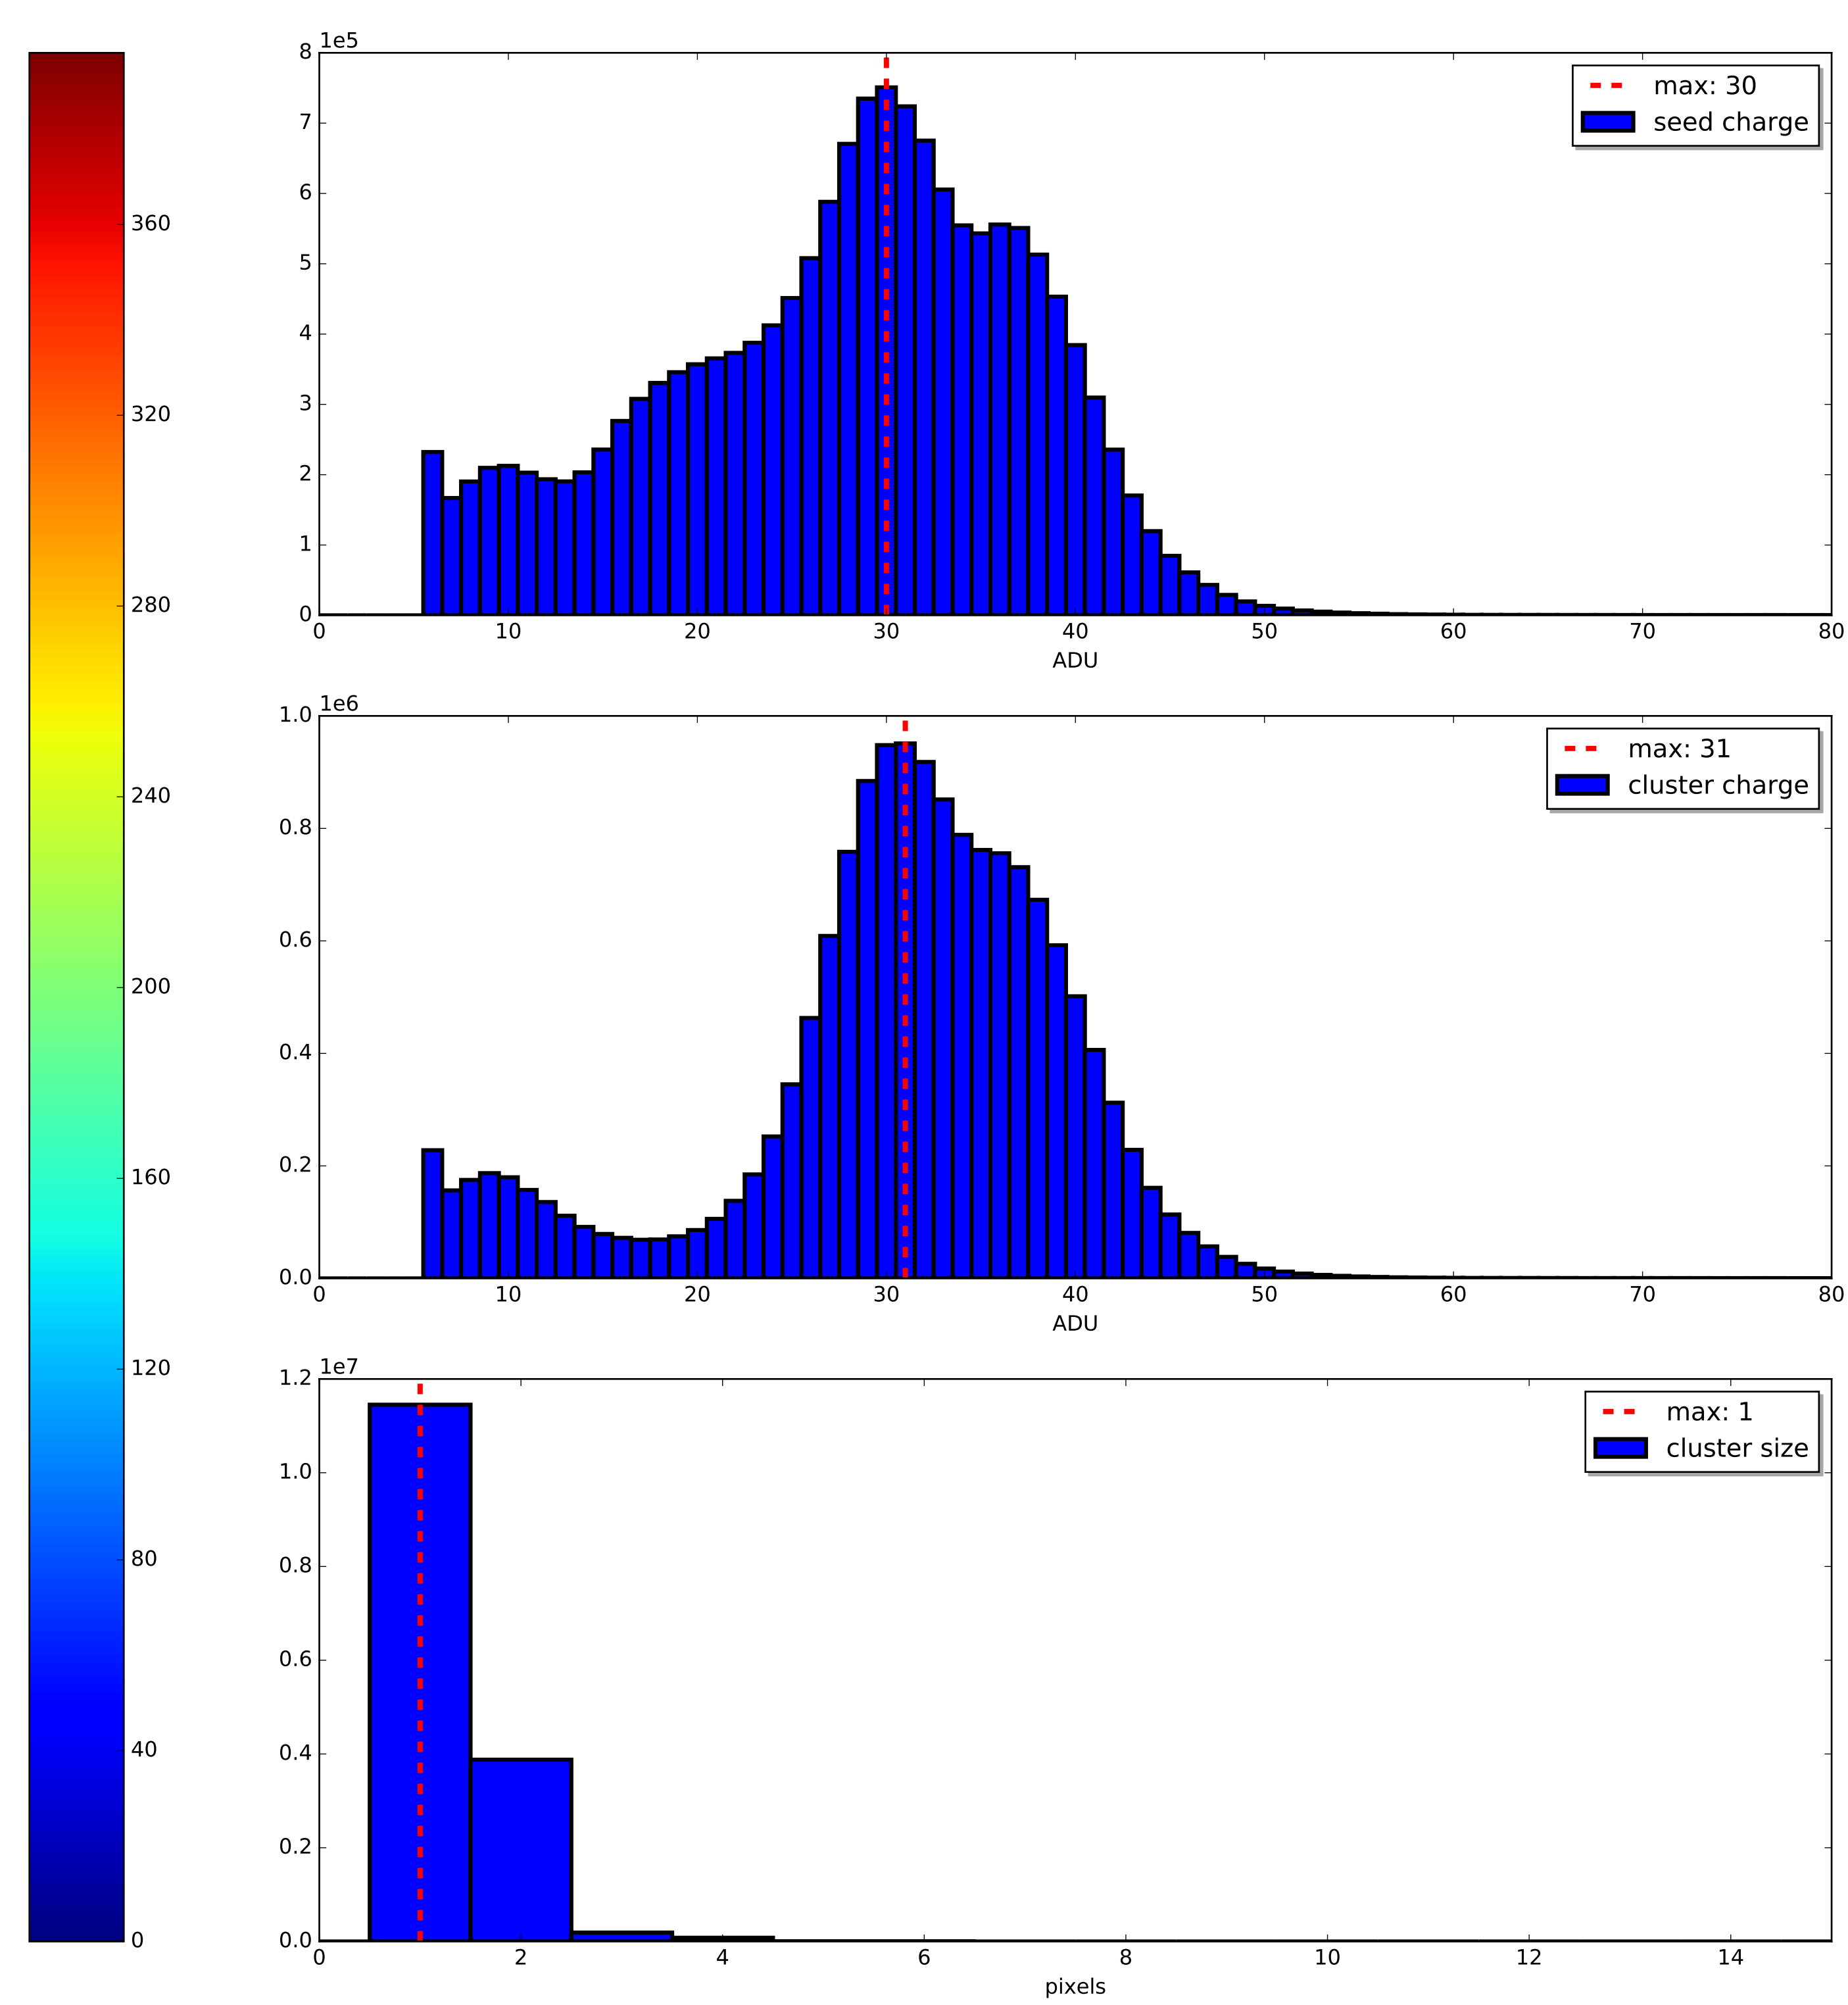 360
320
280
240
200
160
120
80
40
0
1e5
8
7
6
5
4
3
2
1
0
0 10 20 30 40 50 60 70 80
ADU
max: 30
seed charge
1e6
1.0
0.8
0.6
0.4
0.2
0.0
0 10 20 30 40 50 60 70 80
ADU
max: 31
cluster charge
1e7
1.2
1.0
0.8
0.6
0.4
0.2
0.0
0 2 4 6 8 10 12 14
pixels
max: 1
cluster size